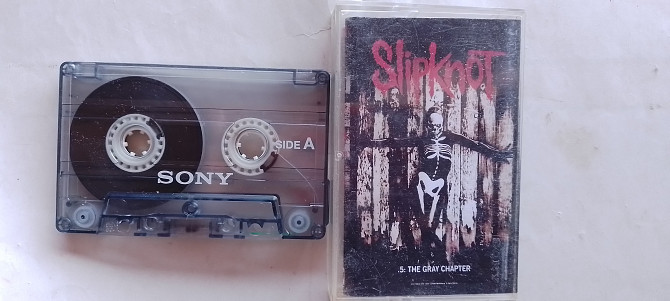 SIDE A
SONY
Slipknot
.5: THE GRAY CHAPTER